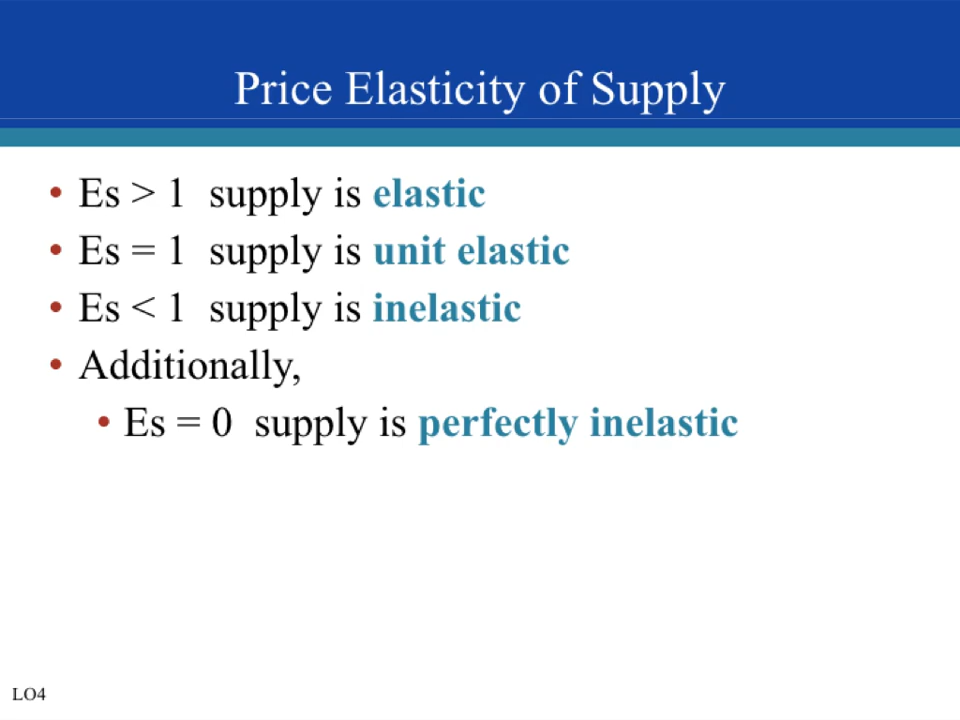 Price Elasticity of Supply
• Es > 1 supply is elastic
• Es = 1 supply is unit elastic
• Es < 1 supply is inelastic
• Additionally,
• Es = 0 supply is perfectly inelastic
LO4